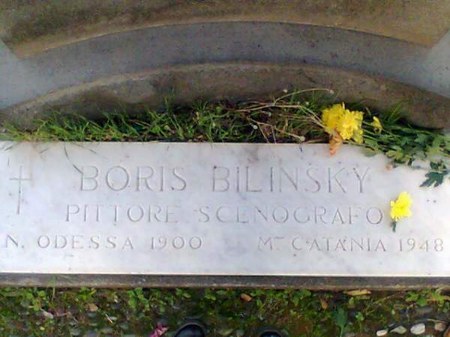 BORIS BILINSKY
PITTORE SCENOGRAFO
N. ODESSA 1900 M. CATANIA 1948